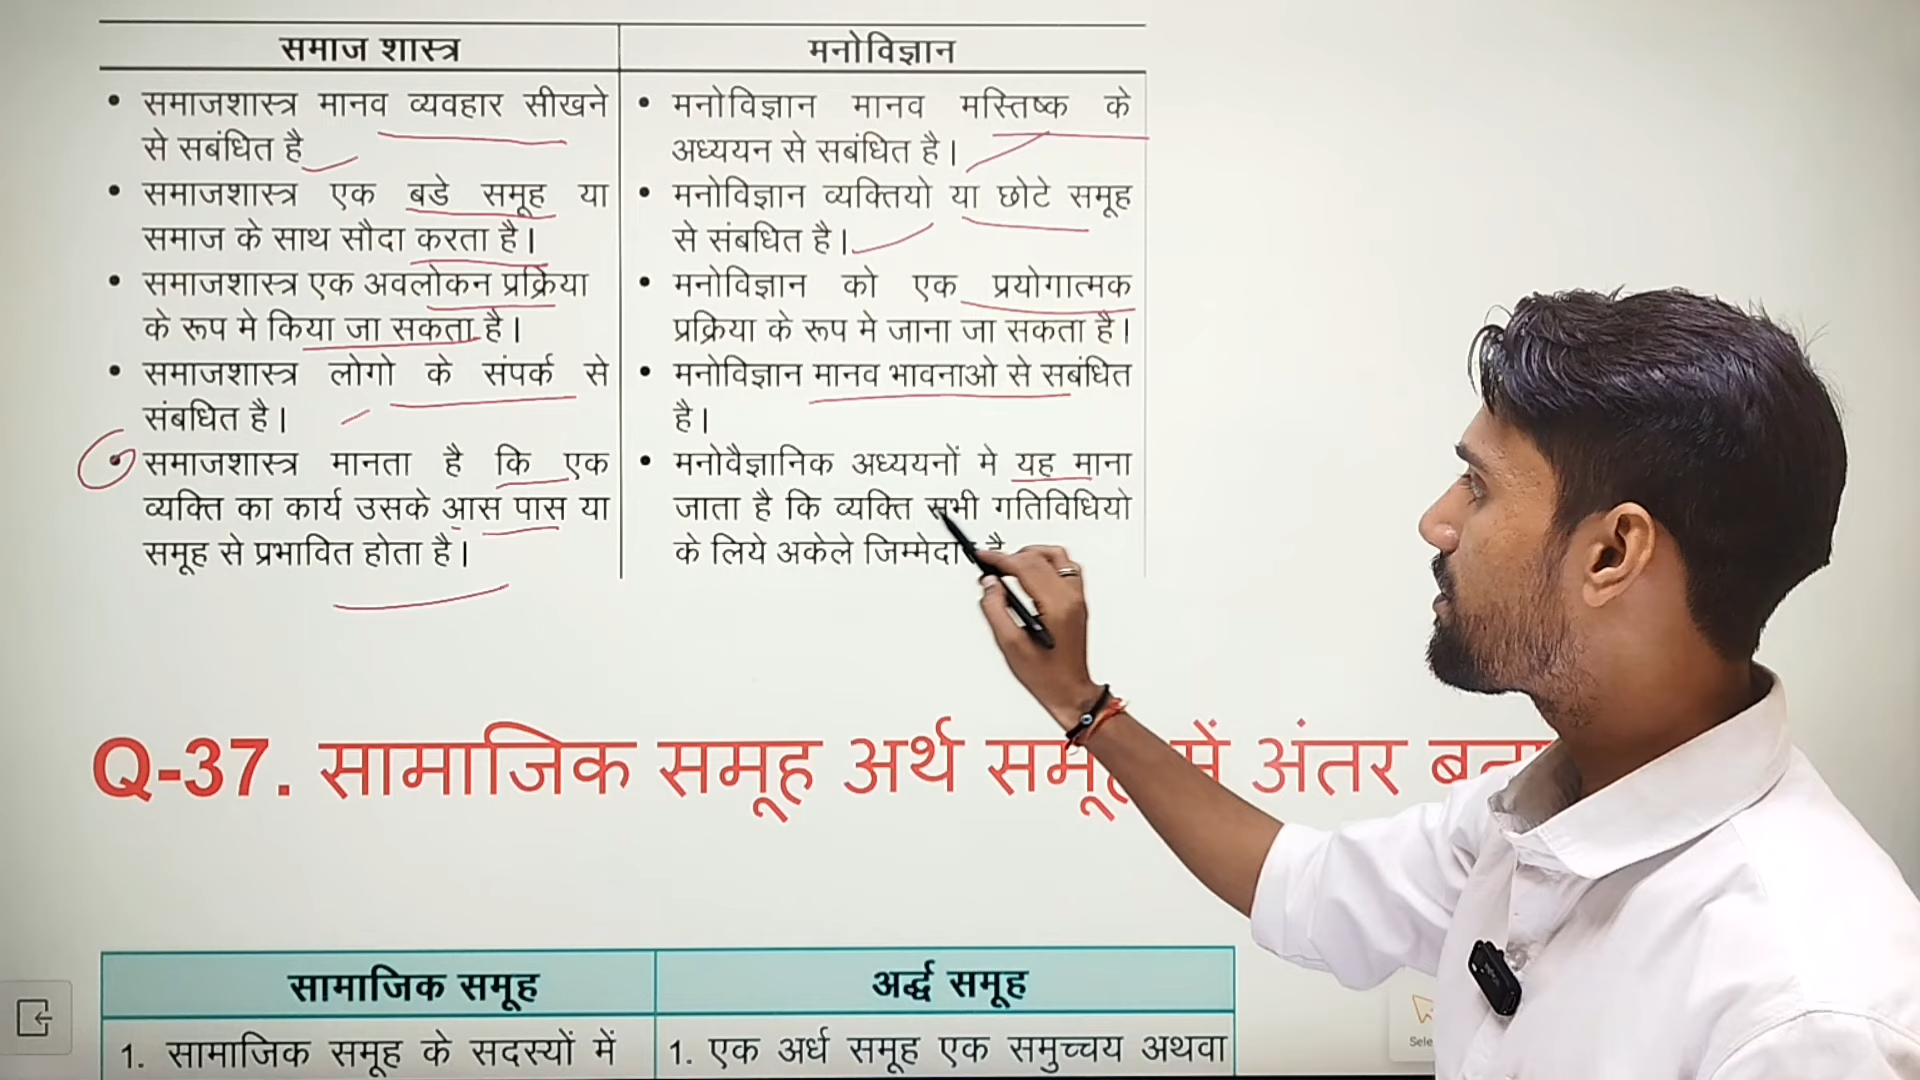 समाज शास्त्र
मनोविज्ञान
• समाजशास्त्र मानव व्यवहार सीखने
से सबंधित है
• समाजशास्त्र एक बडे समूह या
समाज के साथ सौदा करता है।
• समाजशास्त्र एक अवलोकन प्रक्रिया
के रूप मे किया जा सकता है।
• समाजशास्त्र लोगो के संपर्क से
संबधित है।
• समाजशास्त्र मानता है कि एक
व्यक्ति का कार्य उसके आस पास या
समूह से प्रभावित होता है।
• मनोविज्ञान मानव मस्तिष्क के
अध्ययन से सबंधित है।
• मनोविज्ञान व्यक्तियो या छोटे समूह
से संबधित है।
• मनोविज्ञान को एक प्रयोगात्मक
प्रक्रिया के रूप मे जाना जा सकता है।
• मनोविज्ञान मानव भावनाओ से सबंधित
है।
• मनोवैज्ञानिक अध्ययनों मे यह माना
जाता है कि व्यक्ति सभी गतिविधियो
के लिये अकेले जिम्मेदार है
Q-37. सामाजिक समूह अर्थ समूह में अंतर
सामाजिक समूह
अर्द्ध समूह
1. सामाजिक समूह के सदस्यों में
1. एक अर्ध समूह एक समुच्चय अथवा